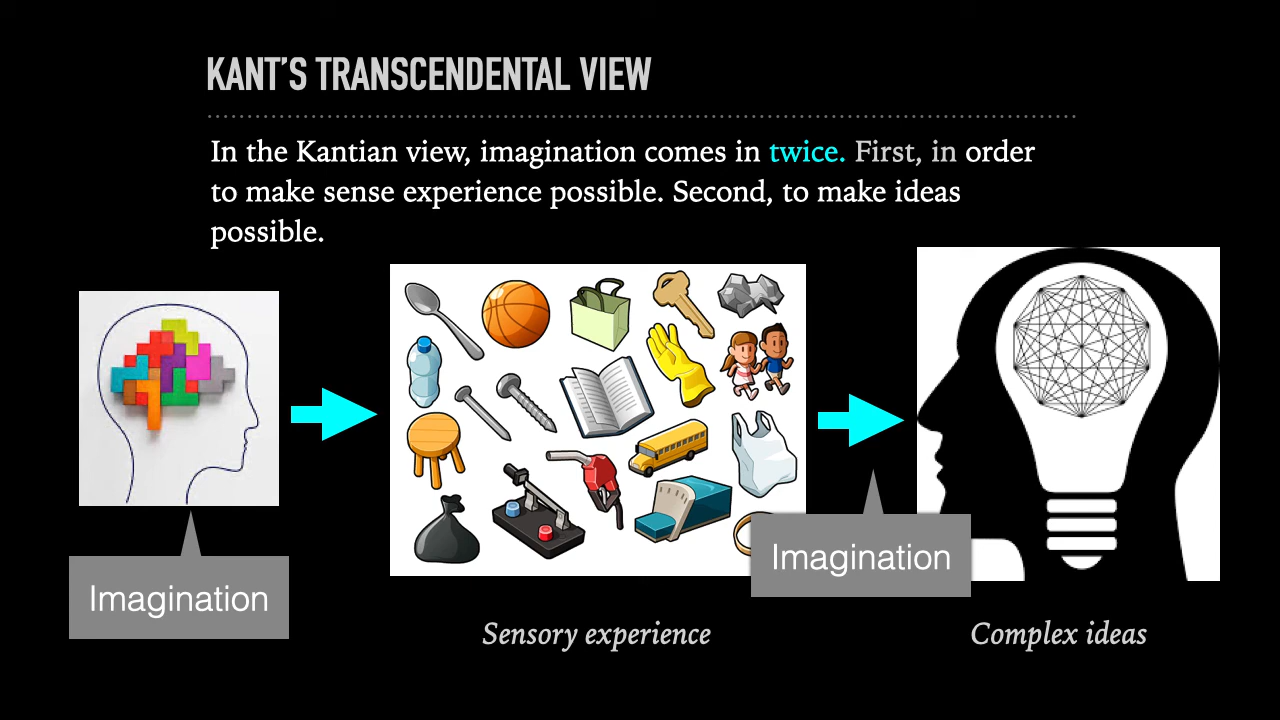 KANT'S TRANSCENDENTAL VIEW
In the Kantian view, imagination comes in twice. First, in order
to make sense experience possible. Second, to make ideas
possible.
Imagination
Imagination
Sensory experience
Complex ideas